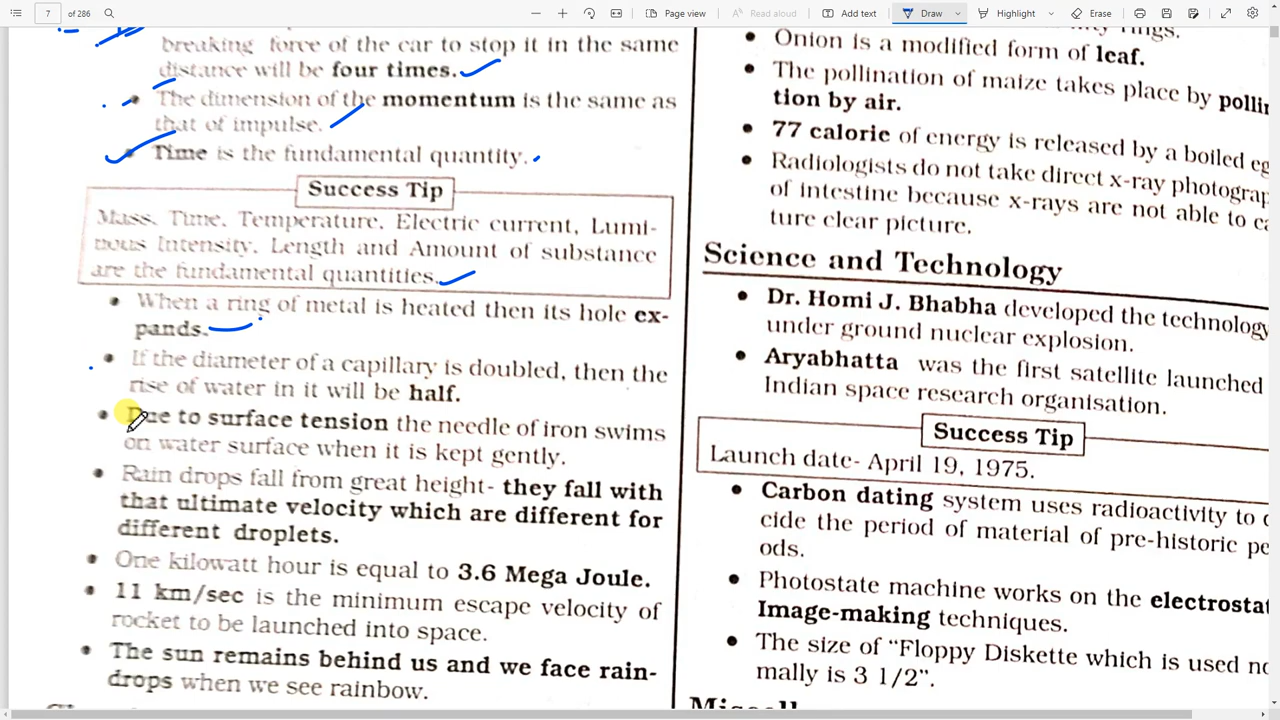 7 of 286
Page view
Read aloud
Add text
Draw
Highlight
Erase
breaking force of the car to stop it in the same
distance will be four times.
• The dimension of the momentum is the same as
that of impulse.
• Time is the fundamental quantity.
Success Tip
Mass, Time, Temperature, Electric current, Lumi-
nous Intensity, Length and Amount of substance
are the fundamental quantities.
• When a ring of metal is heated then its hole ex-
pands.
• If the diameter of a capillary is doubled, then the
rise of water in it will be half.
• Due to surface tension the needle of iron swims
on water surface when it is kept gently.
• Rain drops fall from great height- they fall with
that ultimate velocity which are different for
different droplets.
• One kilowatt hour is equal to 3.6 Mega Joule.
• 11 km/sec is the minimum escape velocity of
rocket to be launched into space.
• The sun remains behind us and we face rain-
drops when we see rainbow.
rings.
• Onion is a modified form of leaf.
• The pollination of maize takes place by pollin
tion by air.
• 77 calorie of energy is released by a boiled eg
• Radiologists do not take direct x-ray photograp
of intestine because x-rays are not able to ca
ture clear picture.
Science and Technology
• Dr. Homi J. Bhabha developed the technology
under ground nuclear explosion.
• Aryabhatta was the first satellite launched
Indian space research organisation.
Success Tip
Launch date- April 19, 1975.
• Carbon dating system uses radioactivity to
cide the period of material of pre-historic pe
ods.
• Photostate machine works on the electrostat
Image-making techniques.
• The size of “Floppy Diskette which is used no
mally is 3 1/2”.